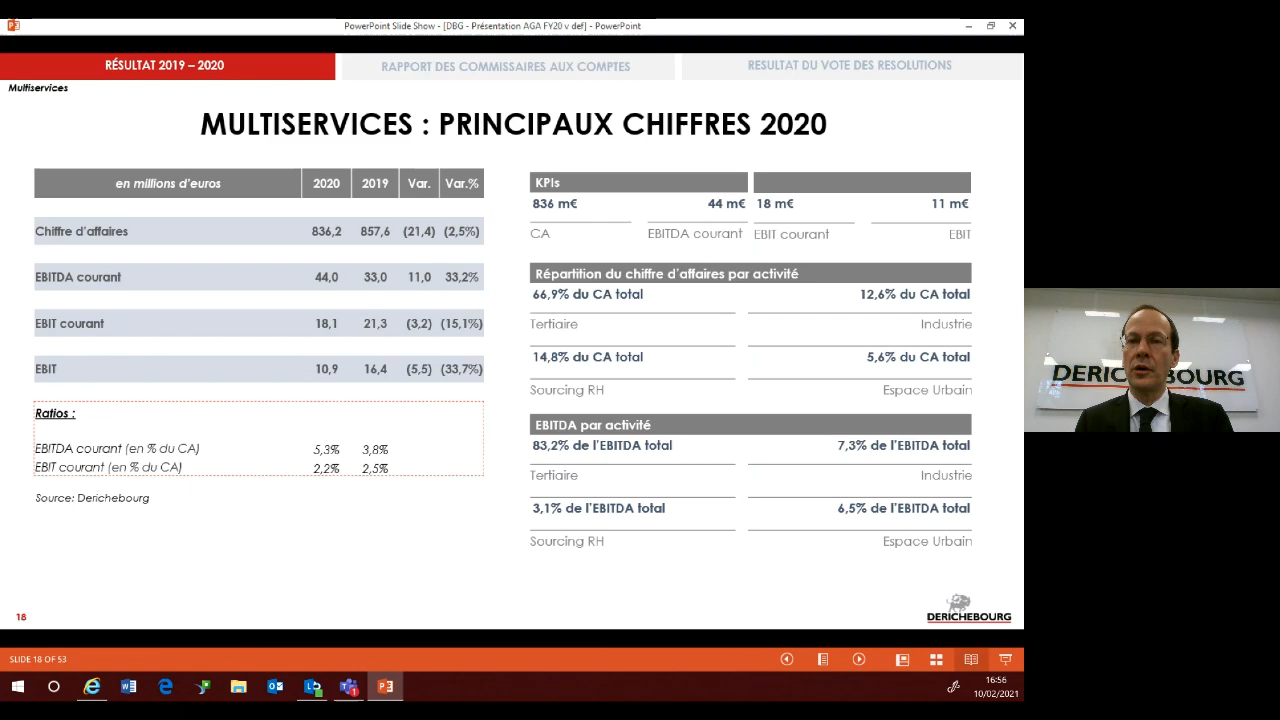 PowerPoint Slide Show - [DBG - Présentation AGA FY20 v def] - PowerPoint
RÉSULTAT 2019 – 2020
RAPPORT DES COMMISSAIRES AUX COMPTES
RESULTAT DU VOTE DES RESOLUTIONS
Multiservices
MULTISERVICES : PRINCIPAUX CHIFFRES 2020
en millions d'euros 2020 2019 Var. Var.%
Chiffre d'affaires 836,2 857,6 (21,4) (2,5%)
EBITDA courant 44,0 33,0 11,0 33,2%
EBIT courant 18,1 21,3 (3,2) (15,1%)
EBIT 10,9 16,4 (5,5) (33,7%)
Ratios :
EBITDA courant (en % du CA) 5,3% 3,8%
EBIT courant (en % du CA) 2,2% 2,5%
Source: Derichebourg
KPIs
836 m€ 44 m€ 18 m€ 11 m€
CA EBITDA courant EBIT courant EBIT
Répartition du chiffre d'affaires par activité
66,9% du CA total 12,6% du CA total
Tertiaire Industrie
14,8% du CA total 5,6% du CA total
Sourcing RH Espace Urbain
EBITDA par activité
83,2% de l'EBITDA total 7,3% de l'EBITDA total
Tertiaire Industrie
3,1% de l'EBITDA total 6,5% de l'EBITDA total
Sourcing RH Espace Urbain
18
DERICHEBOURG
DERIC BOURG
SLIDE 18 OF 53
16:56
10/02/2021